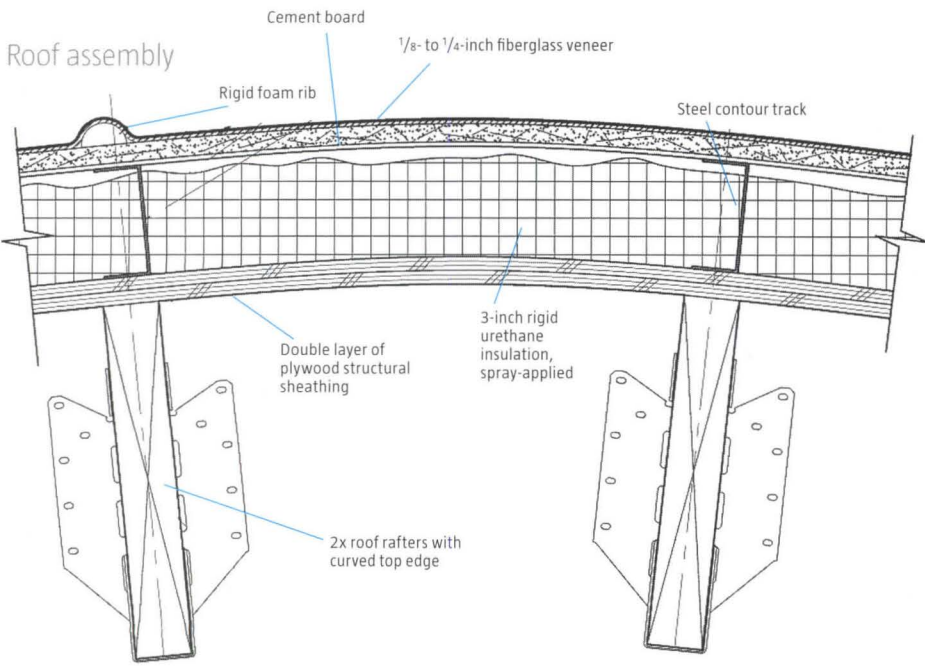 Roof assembly
Cement board
1/8- to 1/4-inch fiberglass veneer
Rigid foam rib
Steel contour track
3-inch rigid
urethane
insulation,
spray-applied
Double layer of
plywood structural
sheathing
2x roof rafters with
curved top edge